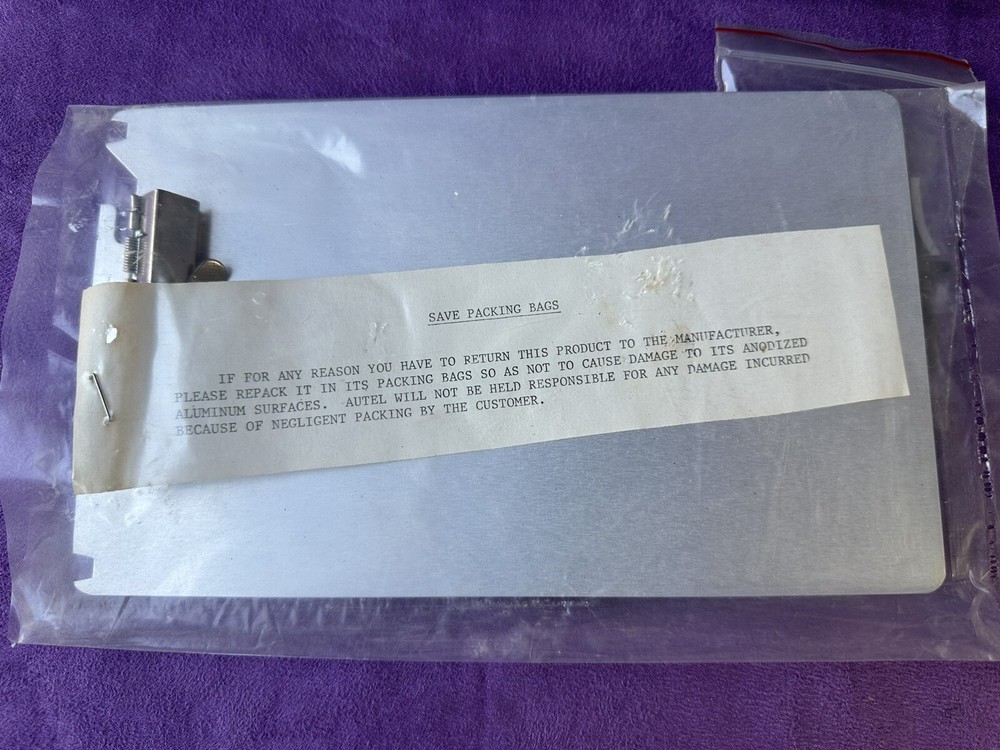 SAVE PACKING BAGS
IF FOR ANY REASON YOU HAVE TO RETURN THIS PRODUCT TO THE MANUFACTURER,
PLEASE REPACK IT IN ITS PACKING BAGS SO AS NOT TO CAUSE DAMAGE TO ITS ANODIZED
ALUMINUM SURFACES. AUTEL WILL NOT BE HELD RESPONSIBLE FOR ANY DAMAGE INCURRED
BECAUSE OF NEGLIGENT PACKING BY THE CUSTOMER.